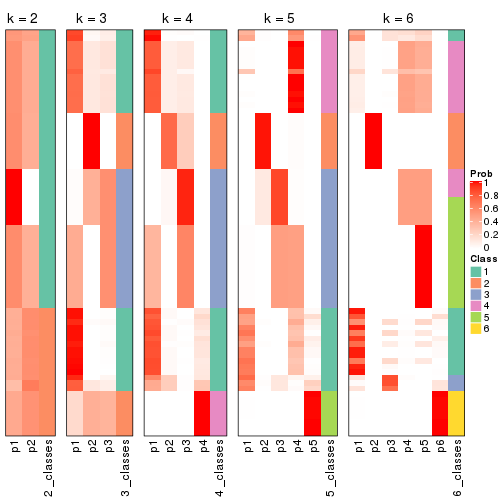 k = 2
k = 3
k = 4
k = 5
k = 6
Prob
1
0.8
0.6
0.4
0.2
0
Class
1
2
3
4
5
6
p1
p2
2_classes
p1
p2
p3
3_classes
p1
p2
p3
p4
4_classes
p1
p2
p3
p4
p5
5_classes
p1
p2
p3
p4
p5
p6
6_classes